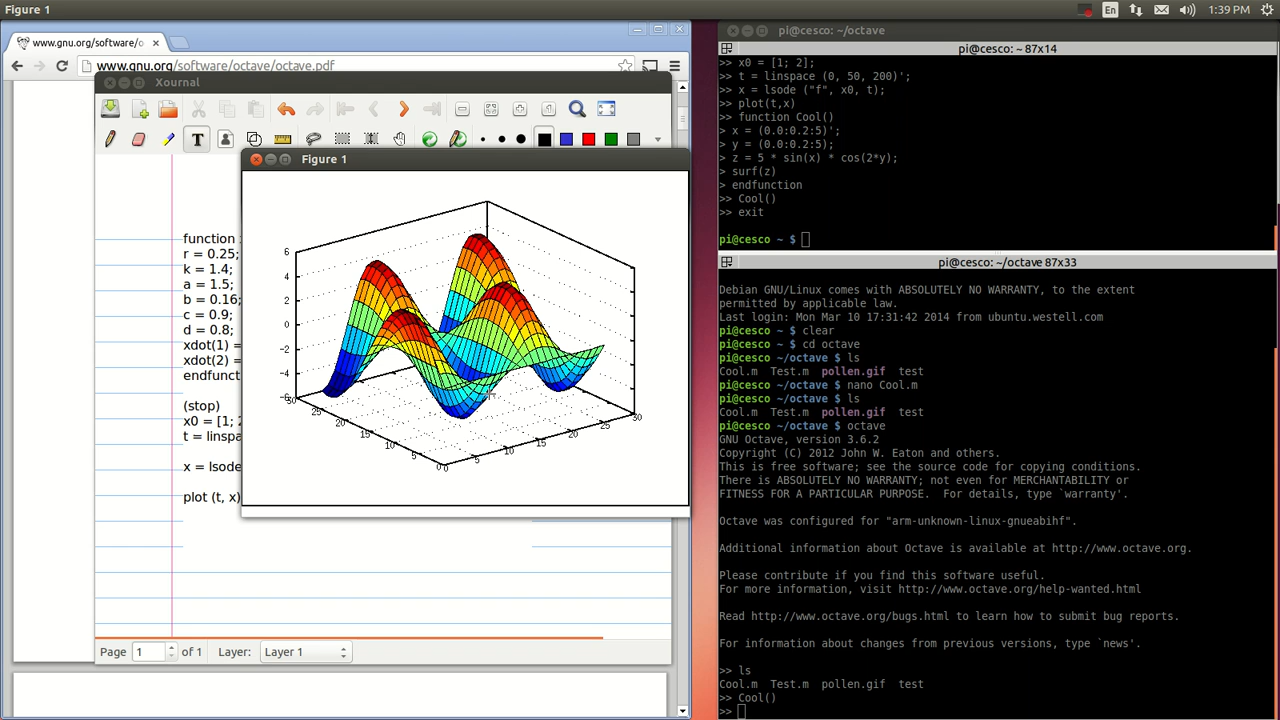 Figure 1
En
1:39 PM
www.gnu.org/software/o
www.gnu.org/software/octave/octave.pdf
Xournal
T
function
r = 0.25;
k = 1.4;
a = 1.5;
b = 0.16;
c = 0.9;
d = 0.8;
xdot(1) =
xdot(2) =
endfunct
(stop)
x0 = [1; 2
t = linspa
x = lsode
plot (t, x)
Page 1 of 1 Layer: Layer 1
Figure 1
6
4
2
0
-2
-4
-6
30
25
20
15
10
5
0
0
5
10
15
20
25
30
pi@cesco: ~/octave
pi@cesco: ~ 87x14
>> x0 = [1; 2];
>> t = linspace (0, 50, 200)';
>> x = lsode ("f", x0, t);
>> plot(t,x)
>> function Cool()
> x = (0.0:0.2:5)';
> y = (0.0:0.2:5);
> z = 5 * sin(x) * cos(2*y);
> surf(z)
> endfunction
>> Cool()
>> exit
pi@cesco ~ $
pi@cesco: ~/octave 87x33
Debian GNU/Linux comes with ABSOLUTELY NO WARRANTY, to the extent
permitted by applicable law.
Last login: Mon Mar 10 17:31:42 2014 from ubuntu.westell.com
pi@cesco ~ $ clear
pi@cesco ~ $ cd octave
pi@cesco ~/octave $ ls
Cool.m Test.m pollen.gif test
pi@cesco ~/octave $ nano Cool.m
pi@cesco ~/octave $ ls
Cool.m Test.m pollen.gif test
pi@cesco ~/octave $ octave
GNU Octave, version 3.6.2
Copyright (C) 2012 John W. Eaton and others.
This is free software; see the source code for copying conditions.
There is ABSOLUTELY NO WARRANTY; not even for MERCHANTABILITY or
FITNESS FOR A PARTICULAR PURPOSE. For details, type `warranty'.
Octave was configured for "arm-unknown-linux-gnueabihf".
Additional information about Octave is available at http://www.octave.org.
Please contribute if you find this software useful.
For more information, visit http://www.octave.org/help-wanted.html
Read http://www.octave.org/bugs.html to learn how to submit bug reports.
For information about changes from previous versions, type `news'.
>> ls
Cool.m Test.m pollen.gif test
>> Cool()
>>